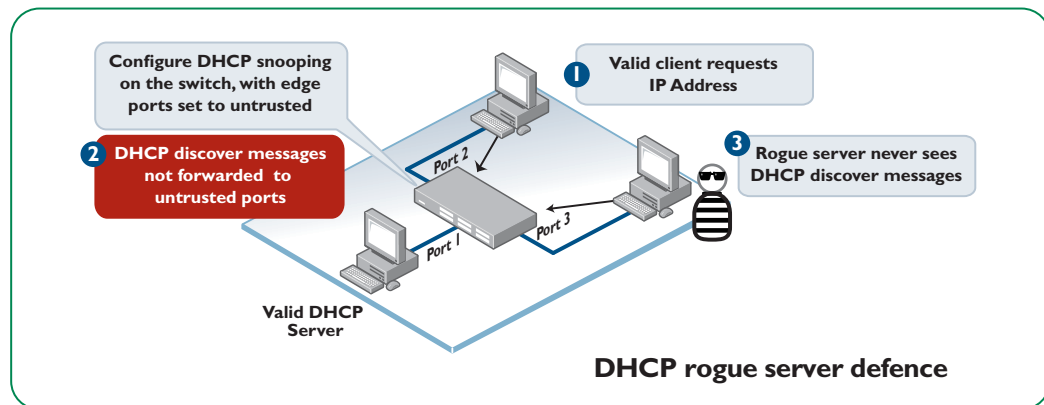 Configure DHCP snooping
on the switch, with edge
ports set to untrusted
1
Valid client requests
IP Address
2
DHCP discover messages
not forwarded to
untrusted ports
3
Rogue server never sees
DHCP discover messages
Port 2
Port 3
Port 1
Valid DHCP
Server
DHCP rogue server defence